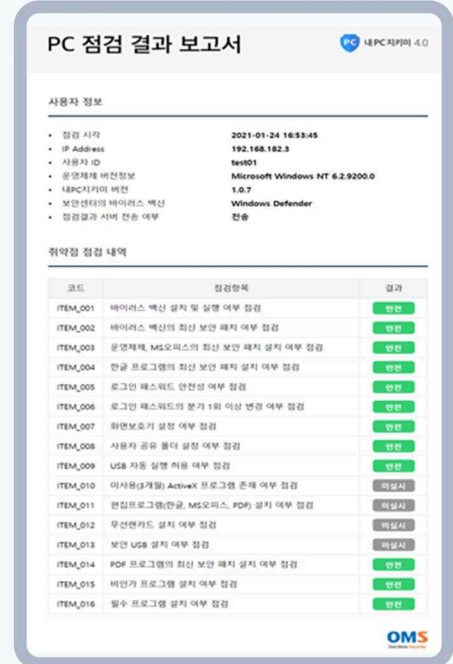 PC 점검 결과 보고서
PC 내PC지키미 4.0
사용자 정보
• 점검 시각 2021-01-24 16:53:45
• IP Address 192.168.182.3
• 사용자 ID test01
• 운영체제 버전정보 Microsoft Windows NT 6.2.9200.0
• 내PC지키미 버전 1.0.7
• 보안센터의 바이러스 백신 Windows Defender
• 점검결과 서버 전송 여부 전송
취약점 점검 내역
코드 점검항목 결과
ITEM_001 바이러스 백신 설치 및 실행 여부 점검 안전
ITEM_002 바이러스 백신의 최신 보안 패치 여부 점검 안전
ITEM_003 운영체제, MS오피스의 최신 보안 패치 설치 여부 점검 안전
ITEM_004 한글 프로그램의 최신 보안 패치 설치 여부 점검 안전
ITEM_005 로그인 패스워드 안전성 여부 점검 안전
ITEM_006 로그인 패스워드의 분기 1회 이상 변경 여부 점검 안전
ITEM_007 화면보호기 설정 여부 점검 안전
ITEM_008 사용자 공유 폴더 설정 여부 점검 안전
ITEM_009 USB 자동 실행 허용 여부 점검 안전
ITEM_010 미사용(3개월) ActiveX 프로그램 존재 여부 점검 미실시
ITEM_011 편집프로그램(한글, MS오피스, PDF) 설치 여부 점검 미실시
ITEM_012 무선랜카드 설치 여부 점검 미실시
ITEM_013 보안 USB 설치 여부 점검 미실시
ITEM_014 PDF 프로그램의 최신 보안 패치 설치 여부 점검 안전
ITEM_015 비인가 프로그램 설치 여부 점검 안전
ITEM_016 필수 프로그램 설치 여부 점검 안전
OMS
One More Security